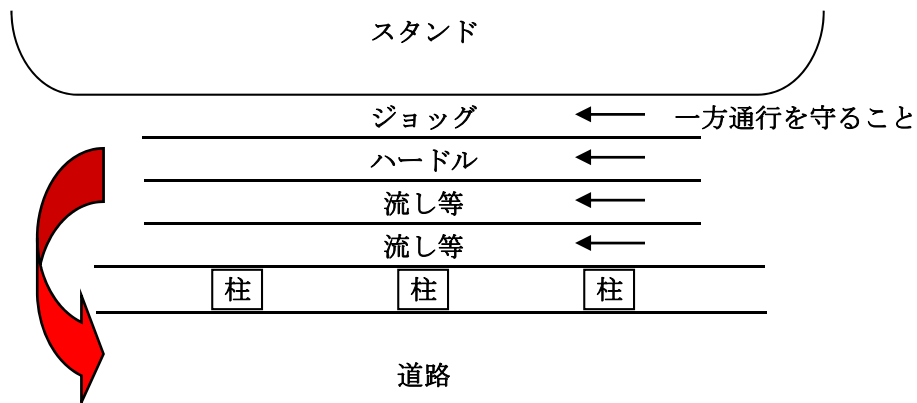 スタンド
ジョッグ
一方通行を守ること
ハードル
流し等
流し等
柱 柱 柱
道路